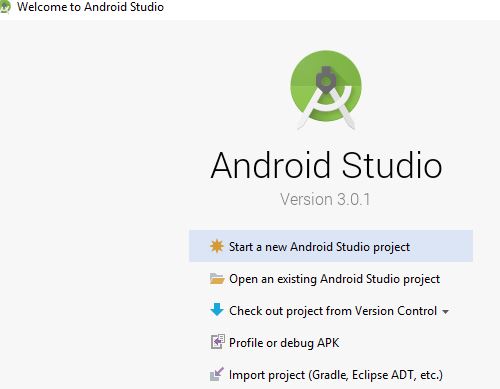 Welcome to Android Studio
Android Studio
Version 3.0.1
Start a new Android Studio project
Open an existing Android Studio project
Check out project from Version Control
Profile or debug APK
Import project (Gradle, Eclipse ADT, etc.)